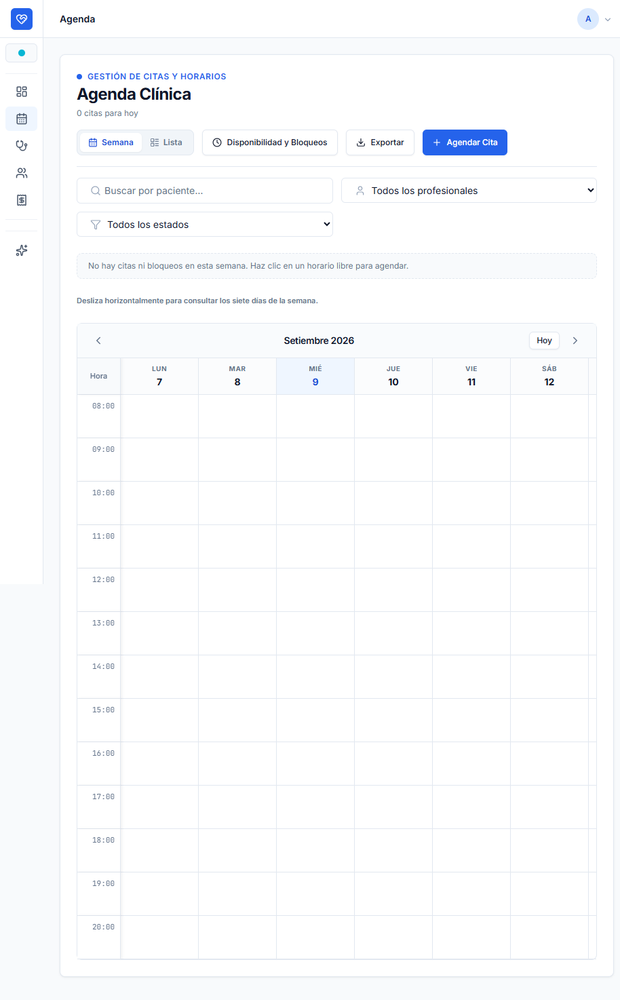 Agenda
A
GESTIÓN DE CITAS Y HORARIOS
Agenda Clínica
0 citas para hoy
Semana Lista Disponibilidad y Bloqueos Exportar Agendar Cita
Buscar por paciente... Todos los profesionales
Todos los estados
No hay citas ni bloqueos en esta semana. Haz clic en un horario libre para agendar.
Desliza horizontalmente para consultar los siete días de la semana.
Setiembre 2026 Hoy
Hora LUN MAR MIÉ JUE VIE SÁB
7 8 9 10 11 12
08:00
09:00
10:00
11:00
12:00
13:00
14:00
15:00
16:00
17:00
18:00
19:00
20:00